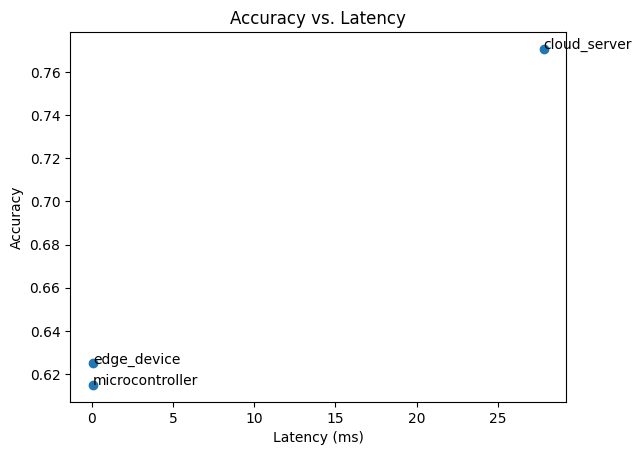 Accuracy vs. Latency
cloud_server
0.76
0.74
0.72
0.70
0.68
0.66
0.64
0.62
Accuracy
edge_device
microcontroller
0 5 10 15 20 25
Latency (ms)